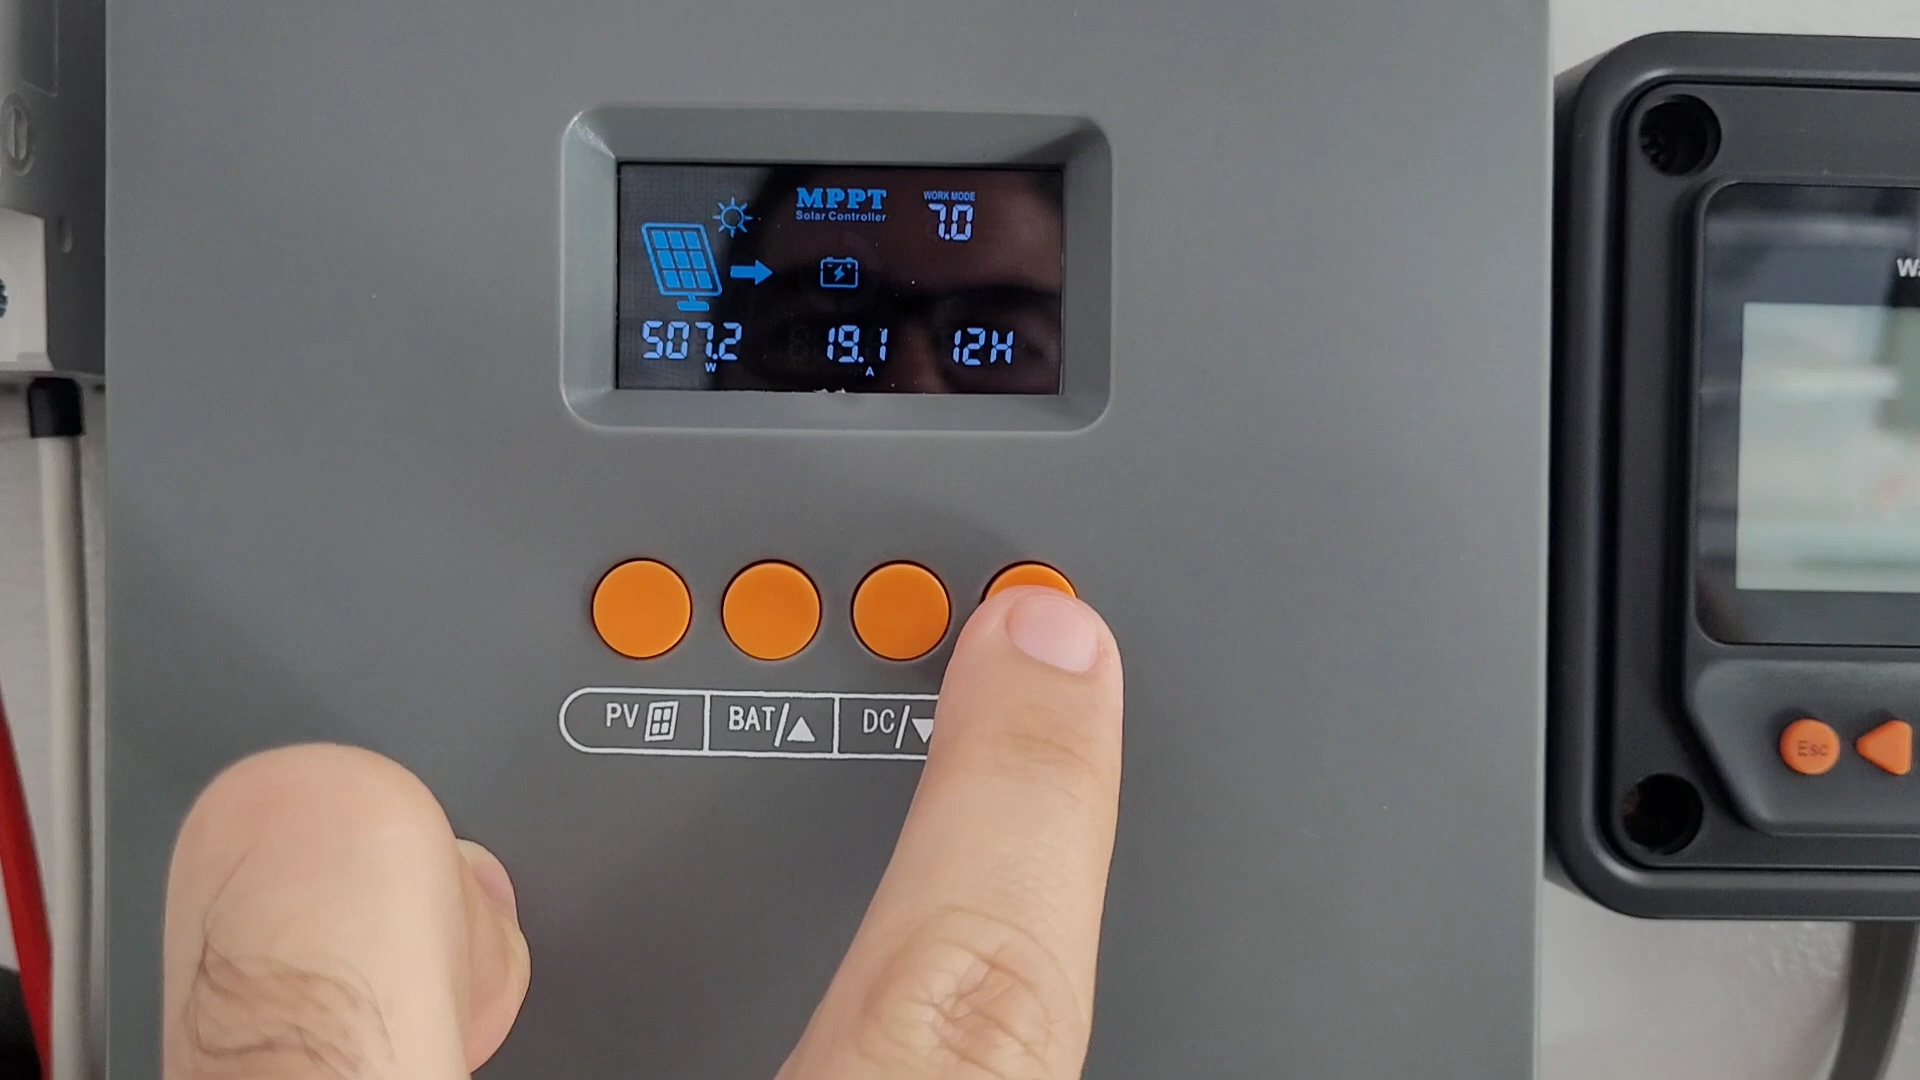 MPPT
Solar Controller
WORK MODE
7.0
507.2
W
19.1
A
12H
PV
BAT/▲
DC/▼
Esc